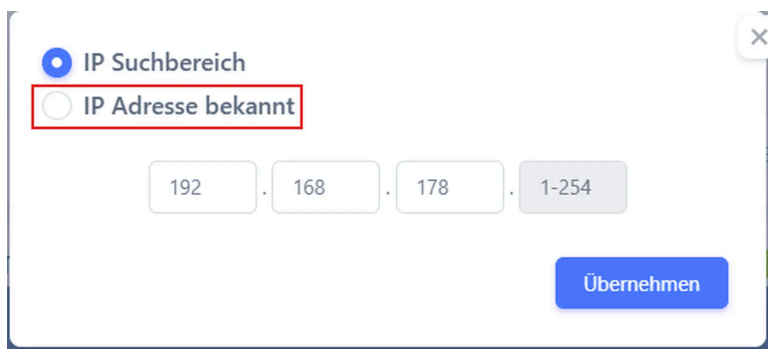 IP Suchbereich
IP Adresse bekannt
192 . 168 . 178 . 1-254
Übernehmen